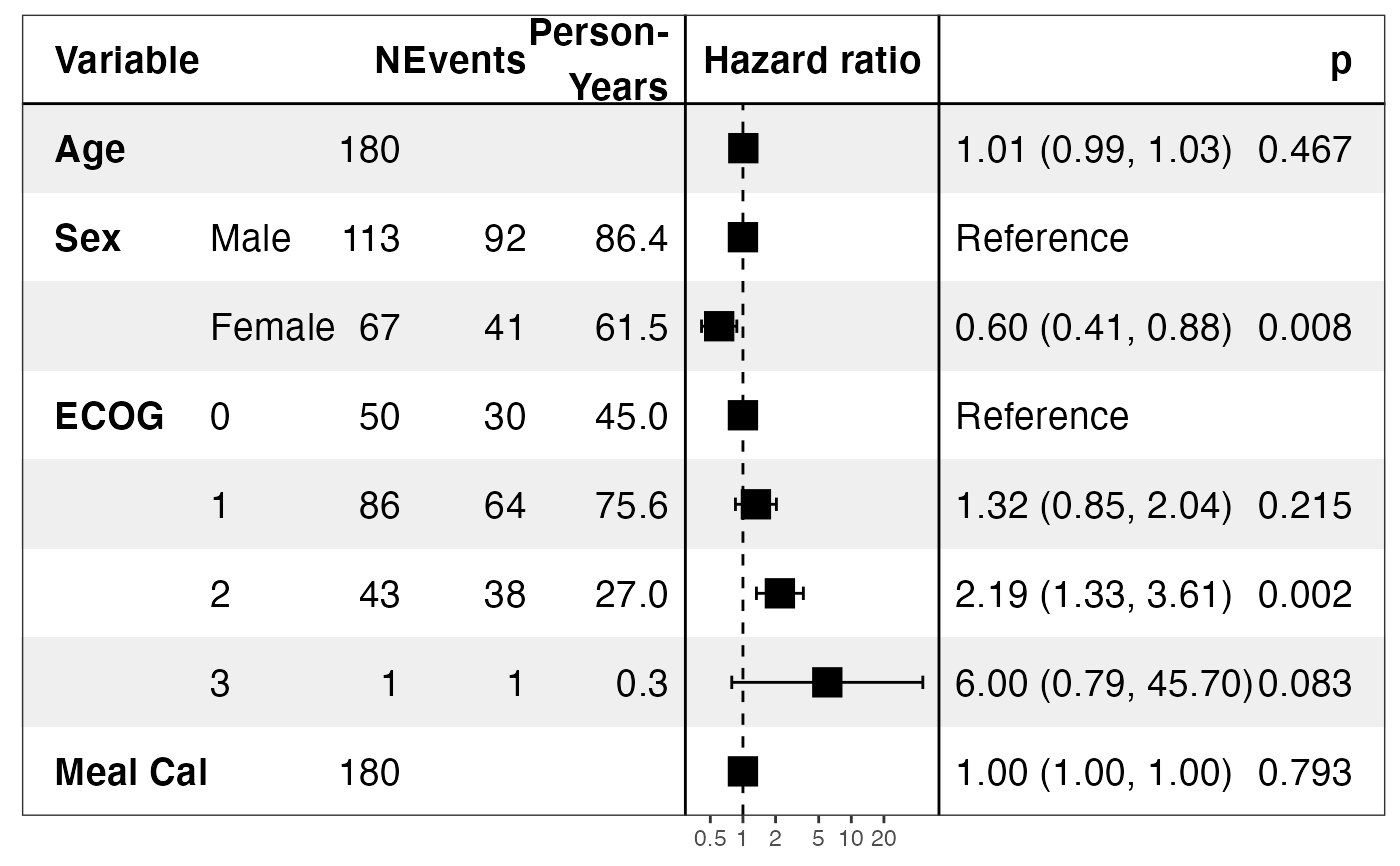 Variable N Events Person-Years Hazard ratio p
Age 180 1.01 (0.99, 1.03) 0.467
Sex Male 113 92 86.4 Reference
Female 67 41 61.5 0.60 (0.41, 0.88) 0.008
ECOG 0 50 30 45.0 Reference
1 86 64 75.6 1.32 (0.85, 2.04) 0.215
2 43 38 27.0 2.19 (1.33, 3.61) 0.002
3 1 1 0.3 6.00 (0.79, 45.70) 0.083
Meal Cal 180 1.00 (1.00, 1.00) 0.793
0.5 1 2 5 10 20